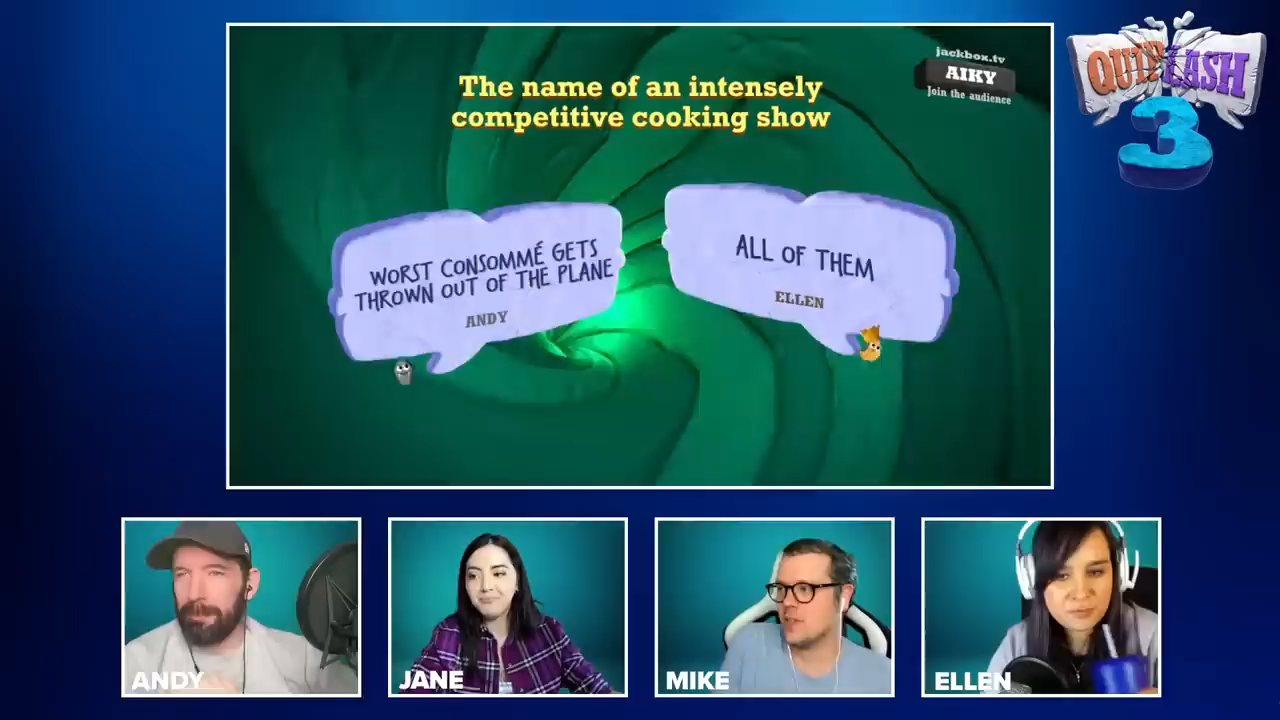 The name of an intensely
competitive cooking show
jackbox.tv
AIKY
Join the audience
QUIPLASH
3
WORST CONSOMMÉ GETS
THROWN OUT OF THE PLANE
ANDY
ALL OF THEM
ELLEN
ANDY
JANE
MIKE
ELLEN